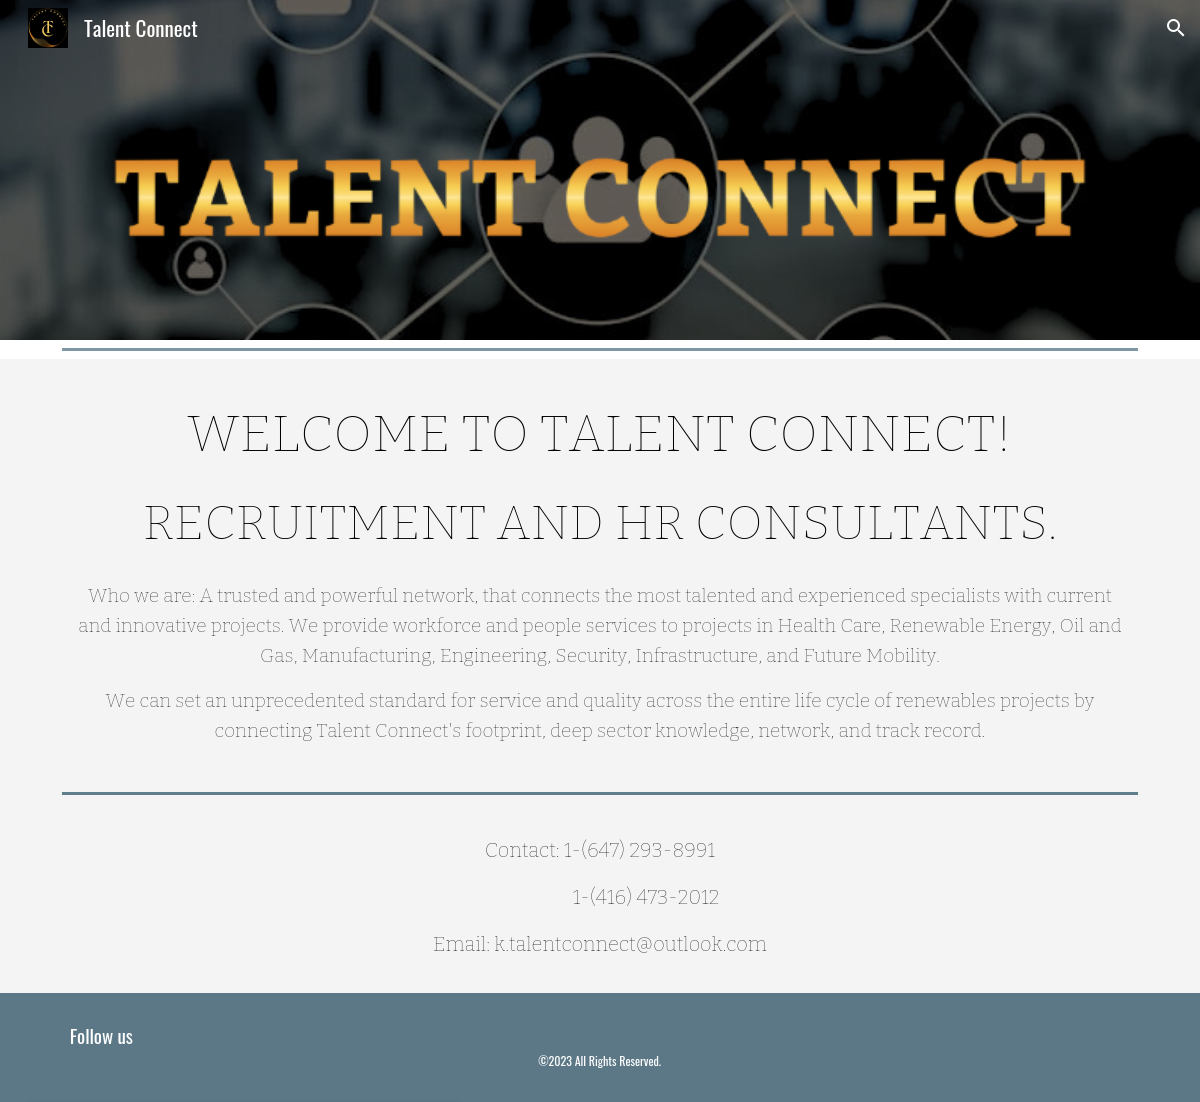 Talent Connect
TALENT CONNECT
WELCOME TO TALENT CONNECT!
RECRUITMENT AND HR CONSULTANTS.
Who we are: A trusted and powerful network, that connects the most talented and experienced specialists with current
and innovative projects. We provide workforce and people services to projects in Health Care, Renewable Energy, Oil and
Gas, Manufacturing, Engineering, Security, Infrastructure, and Future Mobility.
We can set an unprecedented standard for service and quality across the entire life cycle of renewables projects by
connecting Talent Connect's footprint, deep sector knowledge, network, and track record.
Contact: 1-(647) 293-8991
1-(416) 473-2012
Email: k.talentconnect@outlook.com
Follow us
©2023 All Rights Reserved.